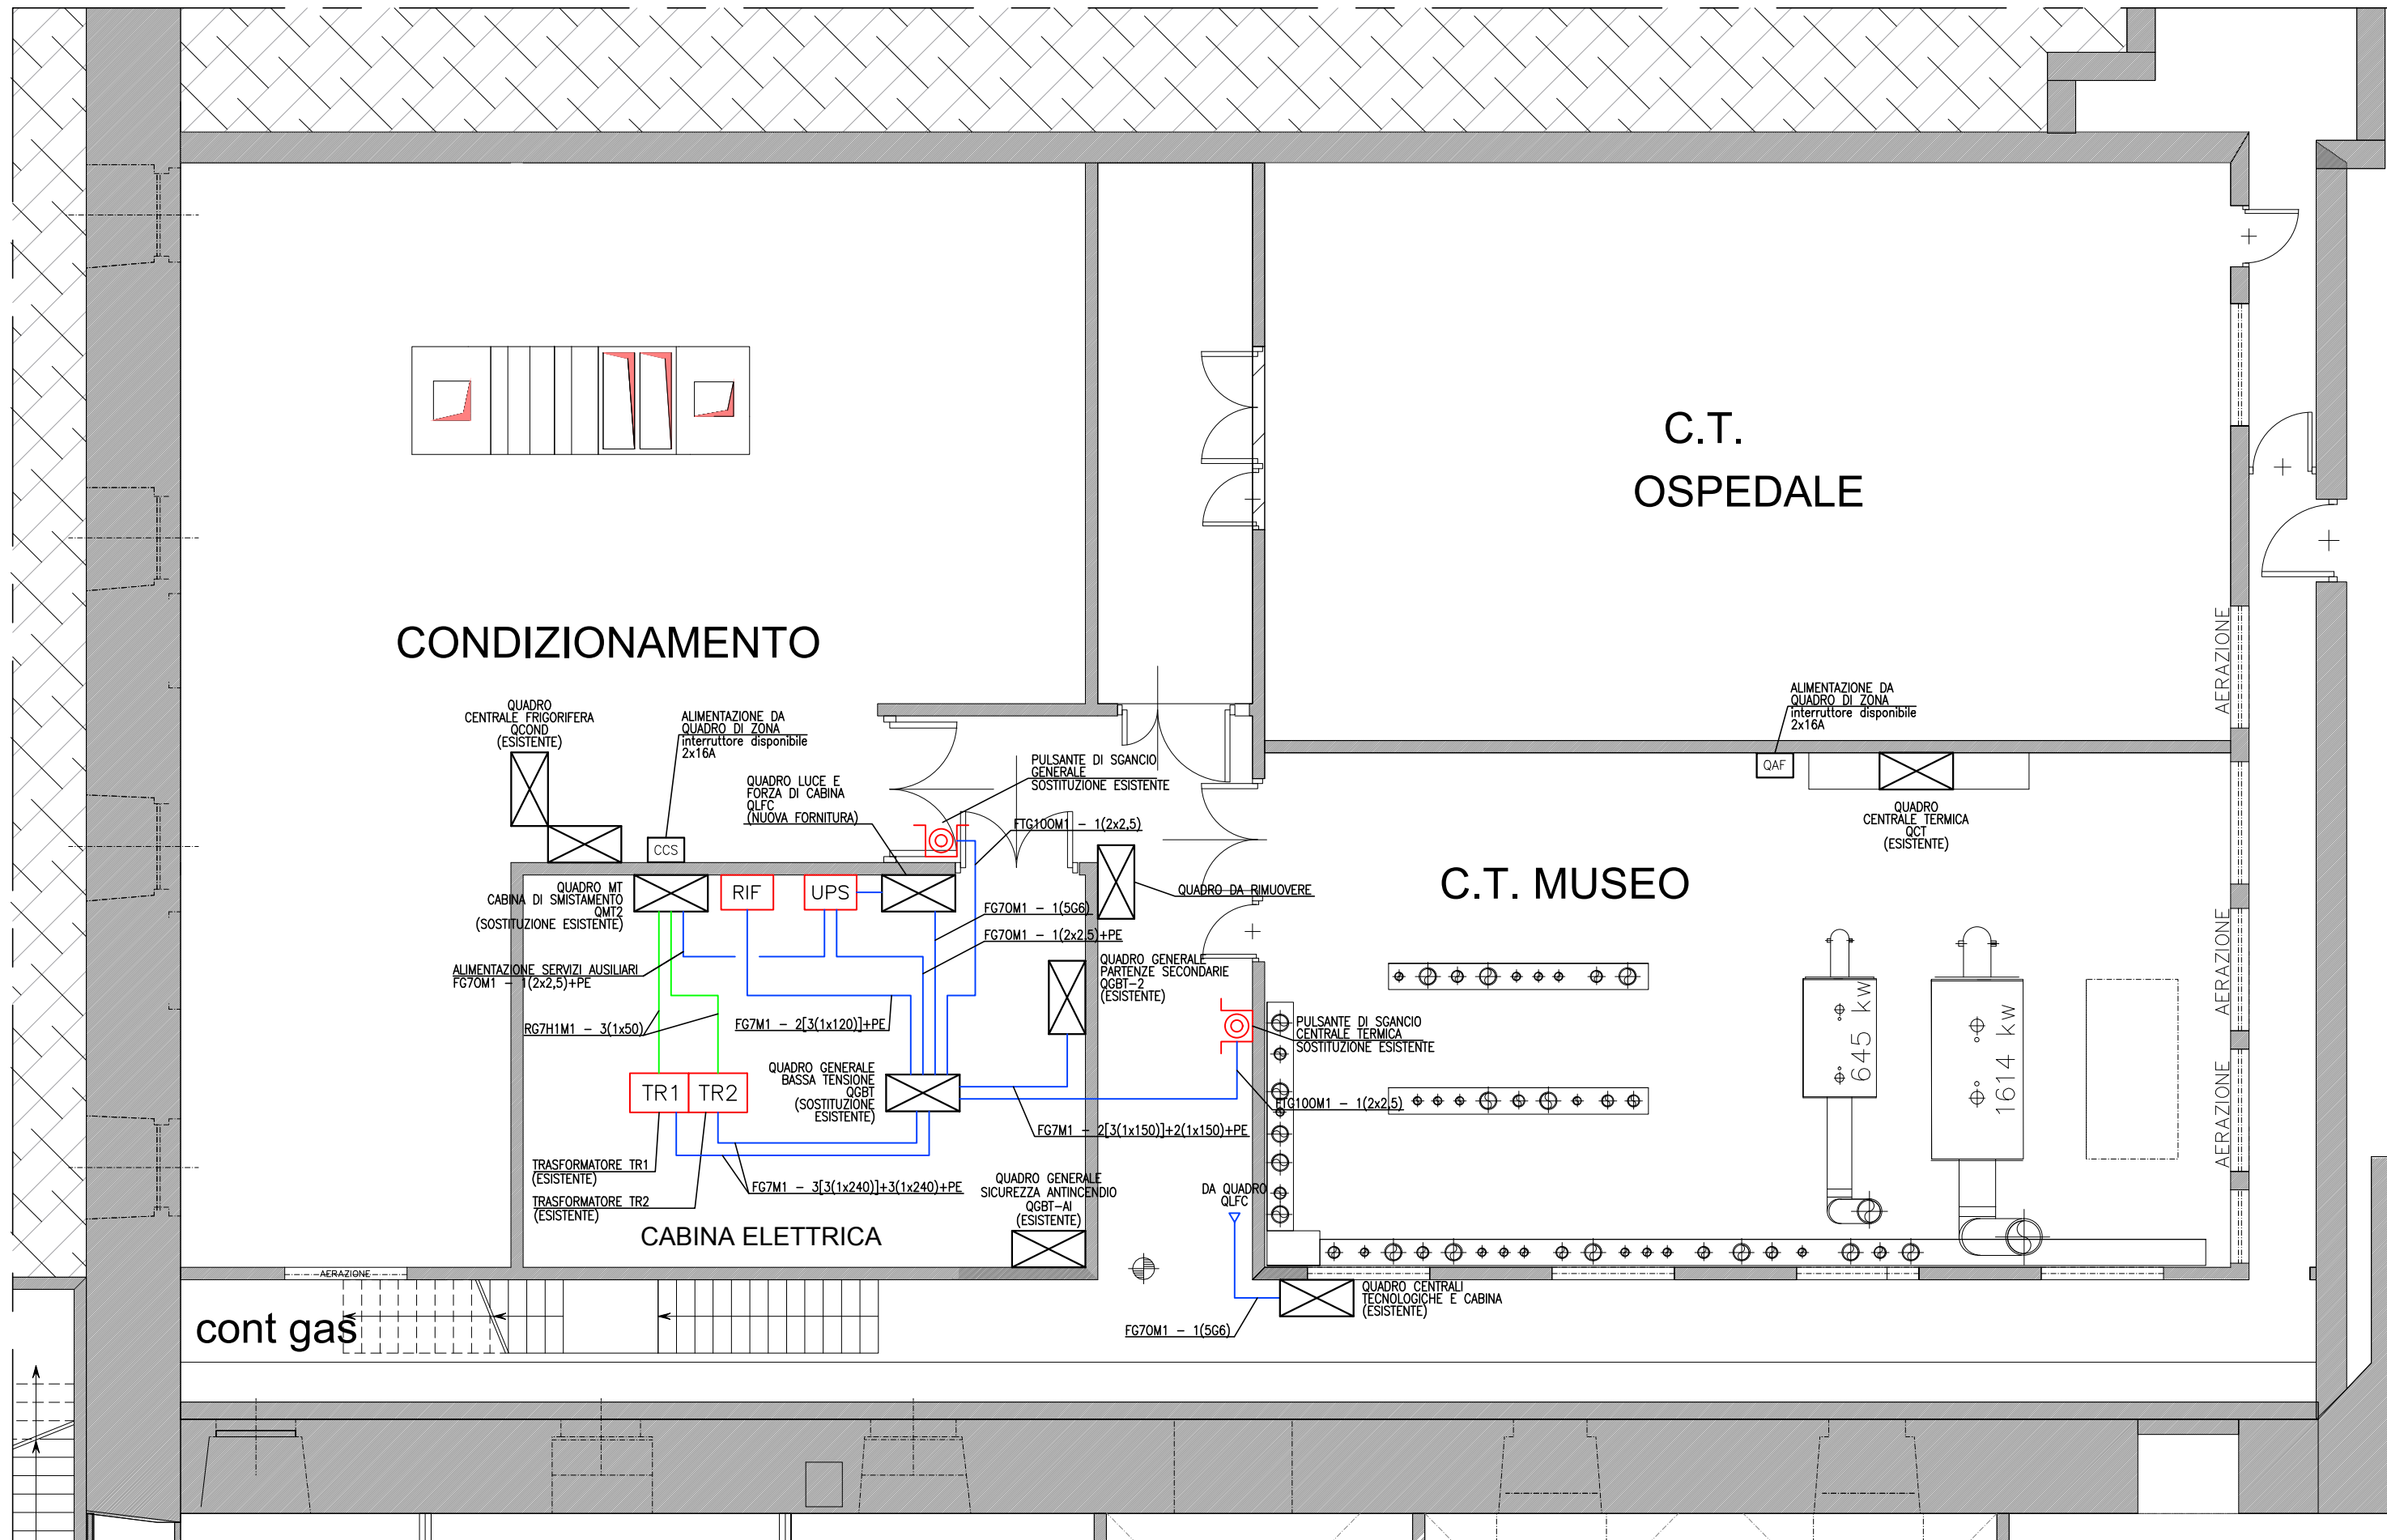 C.T.
OSPEDALE
CONDIZIONAMENTO
AERAZIONE
QUADRO
CENTRALE FRIGORIFERA
QCOND
(ESISTENTE)
ALIMENTAZIONE DA
QUADRO DI ZONA
interruttore disponibile
2x16A
ALIMENTAZIONE DA
QUADRO DI ZONA
interruttore disponibile
2x16A
PULSANTE DI SGANCIO
GENERALE
SOSTITUZIONE ESISTENTE
QUADRO LUCE E
FORZA DI CABINA
QLFC
(NUOVA FORNITURA)
QAF
QUADRO
CENTRALE TERMICA
QCT
(ESISTENTE)
FTG10OM1 - 1(2x2,5)
CCS
C.T. MUSEO
QUADRO MT
CABINA DI SMISTAMENTO
QMT2
(SOSTITUZIONE ESISTENTE)
RIF
UPS
QUADRO DA RIMUOVERE
FG7OM1 - 1(5G6)
FG7OM1 - 1(2x2,5)+PE
ALIMENTAZIONE SERVIZI AUSILIARI
FG7OM1 - 1(2x2,5)+PE
QUADRO GENERALE
PARTENZE SECONDARIE
QGBT-2
(ESISTENTE)
AERAZIONE
RG7H1M1 - 3(1x50)
FG7M1 - 2[3(1x120)]+PE
PULSANTE DI SGANCIO
CENTRALE TERMICA
SOSTITUZIONE ESISTENTE
645 kw
1614 kw
QUADRO GENERALE
BASSA TENSIONE
QGBT
(SOSTITUZIONE
ESISTENTE)
TR1
TR2
FTG10OM1 - 1(2x2,5)
AERAZIONE
FG7M1 - 2[3(1x150)]+2(1x150)+PE
TRASFORMATORE TR1
(ESISTENTE)
TRASFORMATORE TR2
(ESISTENTE)
FG7M1 - 3[3(1x240)]+3(1x240)+PE
QUADRO GENERALE
SICUREZZA ANTINCENDIO
QGBT-AI
(ESISTENTE)
DA QUADRO
QLFC
CABINA ELETTRICA
AERAZIONE
QUADRO CENTRALI
TECNOLOGICHE E CABINA
(ESISTENTE)
cont gas
FG7OM1 - 1(5G6)